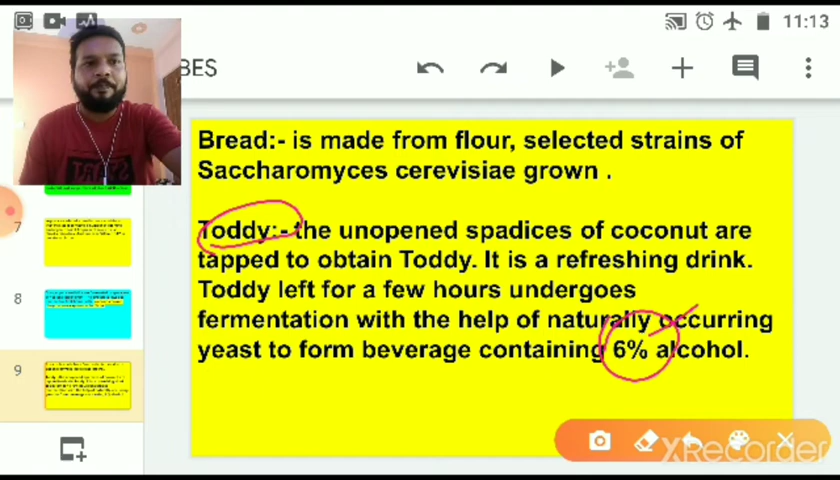 11:13
BES
Bread:- is made from flour, selected strains of
Saccharomyces cerevisiae grown .
Toddy:- the unopened spadices of coconut are
tapped to obtain Toddy. It is a refreshing drink.
Toddy left for a few hours undergoes
fermentation with the help of naturally occurring
yeast to form beverage containing 6% alcohol.
7
8
9
XRecorder